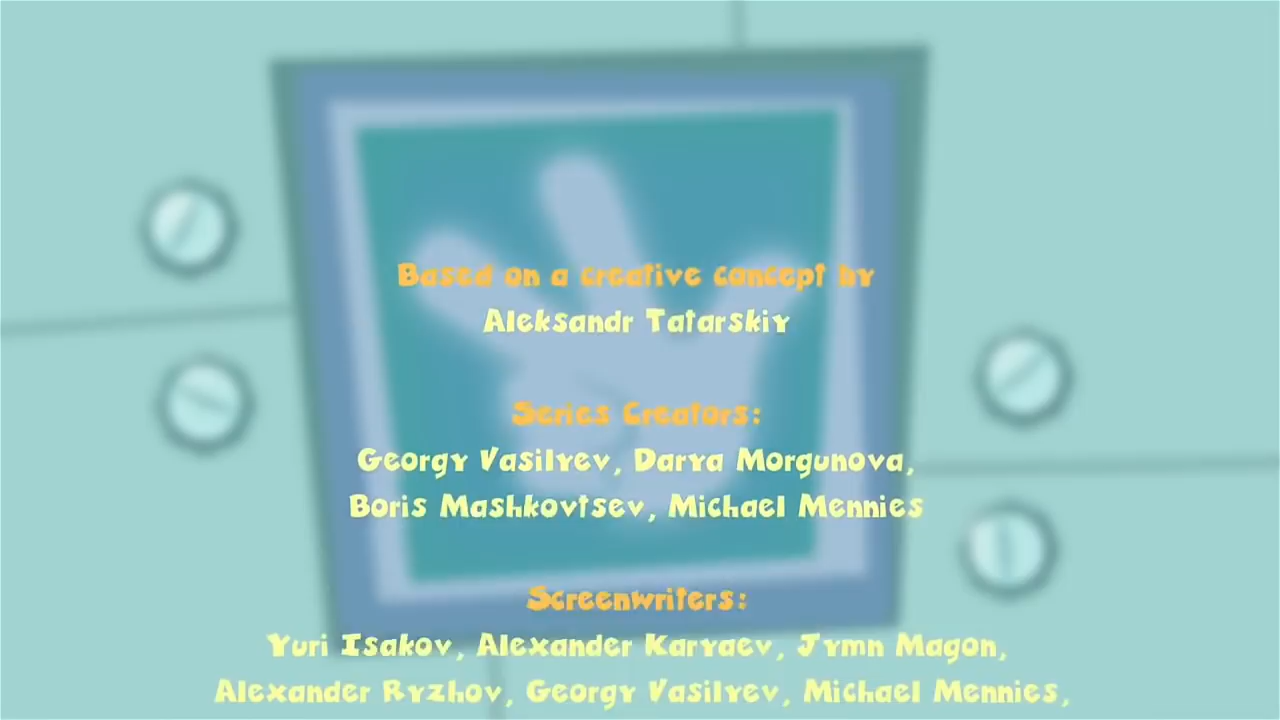 Based on a creative concept by
Aleksandr Tatarskiy
Series Creators:
Georgy Vasilyev, Darya Morgunova,
Boris Mashkovtsev, Michael Mennies
Screenwriters:
Yuri Isakov, Alexander Karyaev, Jymn Magon,
Alexander Ryzhov, Georgy Vasilyev, Michael Mennies,